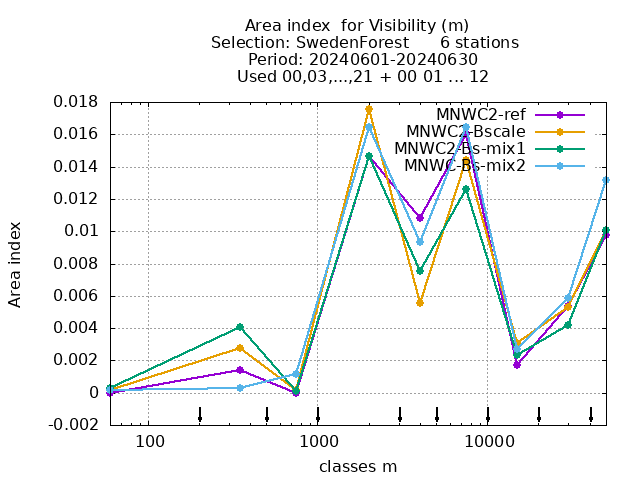 Area index  for Visibility (m)
Selection: SwedenForest      6 stations
Period: 20240601-20240630
Used 00,03,...,21 + 00 01 ... 12
MNWC2-ref
MNWC2-Bscale
MNWC2-Bs-mix1
MNWC-Bs-mix2
0.018
0.016
0.014
0.012
0.01
0.008
0.006
0.004
0.002
0
-0.002
Area index
100 1000 10000
classes m